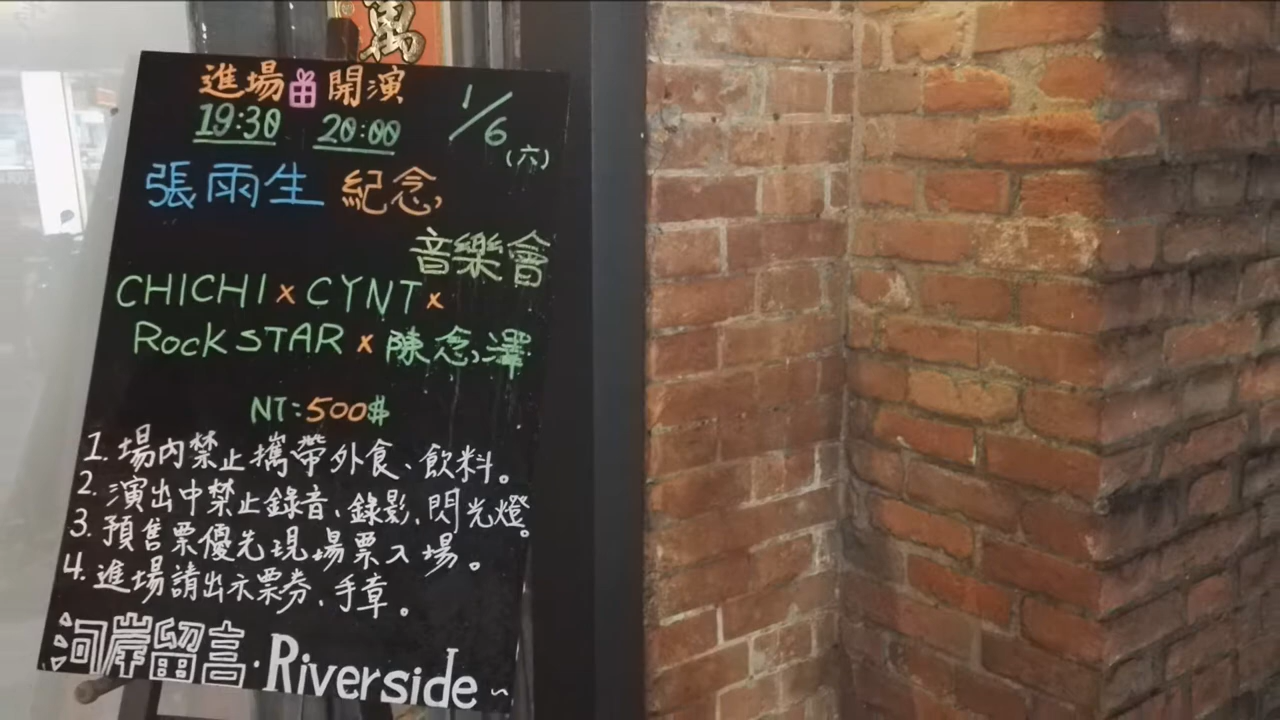 萬
進場 開演
19:30 20:00
1/6
(六)
張雨生 紀念
音樂會
CHICHI x CYNT x
RockSTAR x 陳念澤
NT:500$
1. 場內禁止攜帶外食、飲料。
2. 演出中禁止錄音、錄影、閃光燈。
3. 預售票優先現場票入場。
4. 進場請出示票券、手章。
河岸留言·Riverside~